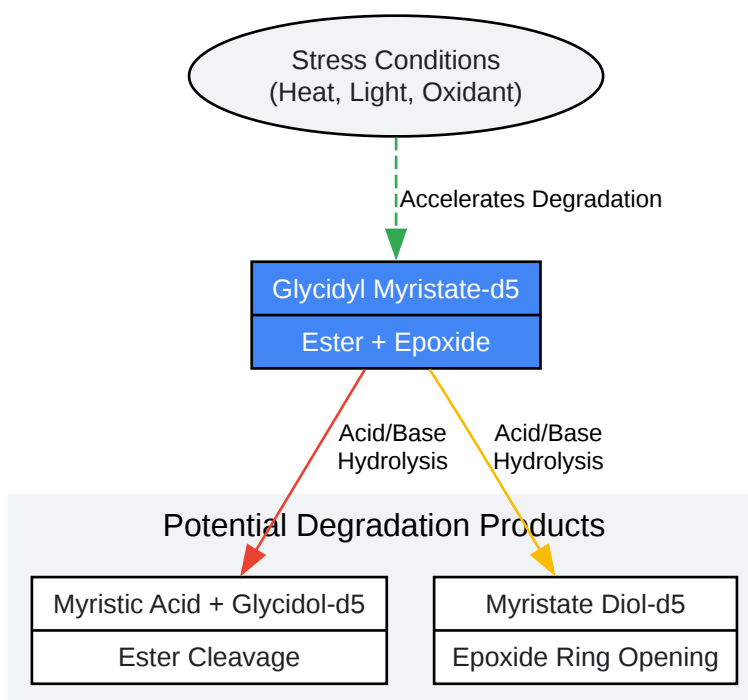 Stress Conditions
(Heat, Light, Oxidant)
Accelerates Degradation
Glycidyl Myristate-d5
Ester + Epoxide
Acid/Base
Hydrolysis
Acid/Base
Hydrolysis
Potential Degradation Products
Myristic Acid + Glycidol-d5
Ester Cleavage
Myristate Diol-d5
Epoxide Ring Opening